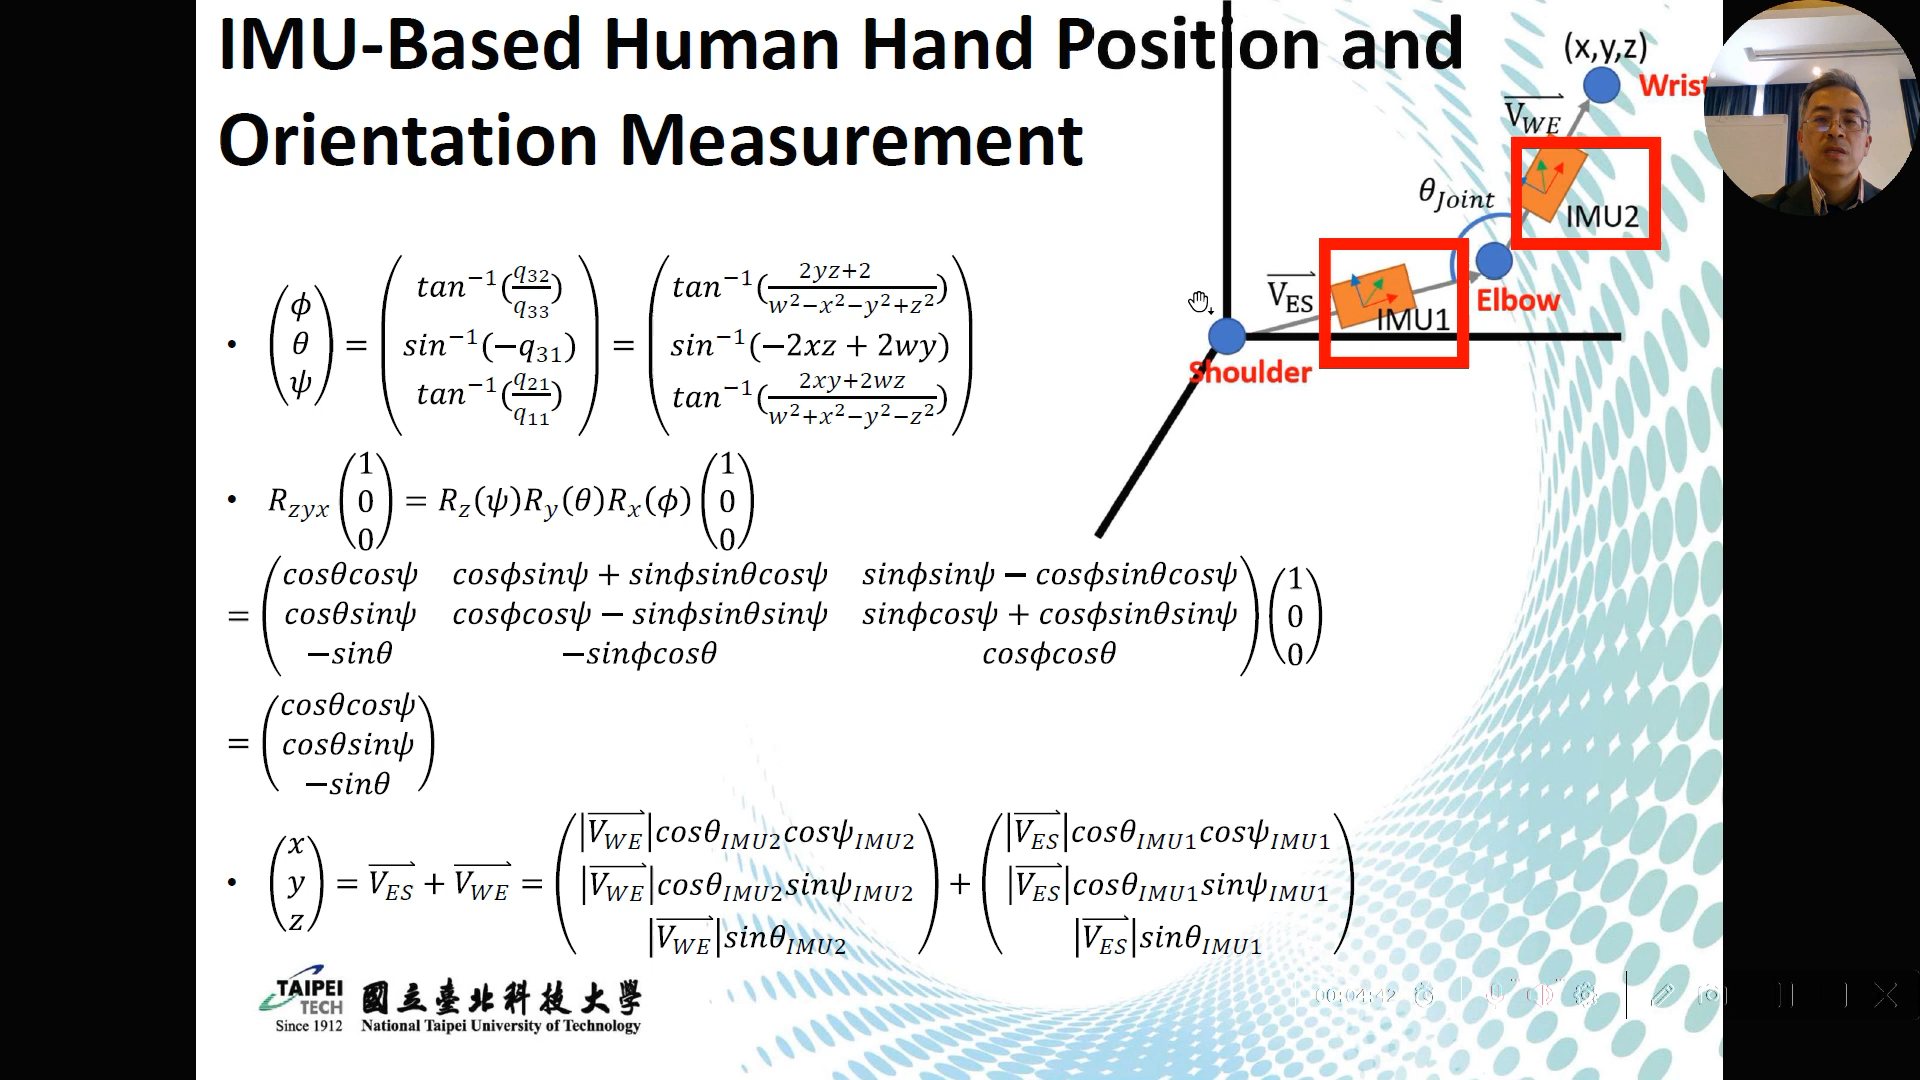 IMU-Based Human Hand Position and
Orientation Measurement
(x,y,z)
Wrist
V_WE
IMU2
θ_Joint
V_ES
IMU1
Elbow
Shoulder
• (ϕ θ ψ) = (tan⁻¹(q₃₂/q₃₃) sin⁻¹(−q₃₁) tan⁻¹(q₂₁/q₁₁)) = (tan⁻¹((2yz+2)/(w²−x²−y²+z²)) sin⁻¹(−2xz + 2wy) tan⁻¹((2xy+2wz)/(w²+x²−y²−z²)))
• R_zyx (1 0 0) = R_z(ψ)R_y(θ)R_x(ϕ) (1 0 0)
= (cosθcosψ cosϕsinψ + sinϕsinθcosψ sinϕsinψ − cosϕsinθcosψ
cosθsinψ cosϕcosψ − sinϕsinθsinψ sinϕcosψ + cosϕsinθsinψ
−sinθ −sinϕcosθ cosϕcosθ) (1 0 0)
= (cosθcosψ
cosθsinψ
−sinθ)
• (x y z) = V_ES + V_WE = (|V_WE|cosθ_IMU2cosψ_IMU2 |V_WE|cosθ_IMU2sinψ_IMU2 |V_WE|sinθ_IMU2) + (|V_ES|cosθ_IMU1cosψ_IMU1 |V_ES|cosθ_IMU1sinψ_IMU1 |V_ES|sinθ_IMU1)
TAIPEI
TECH
Since 1912
國立臺北科技大學
National Taipei University of Technology
00:04:42